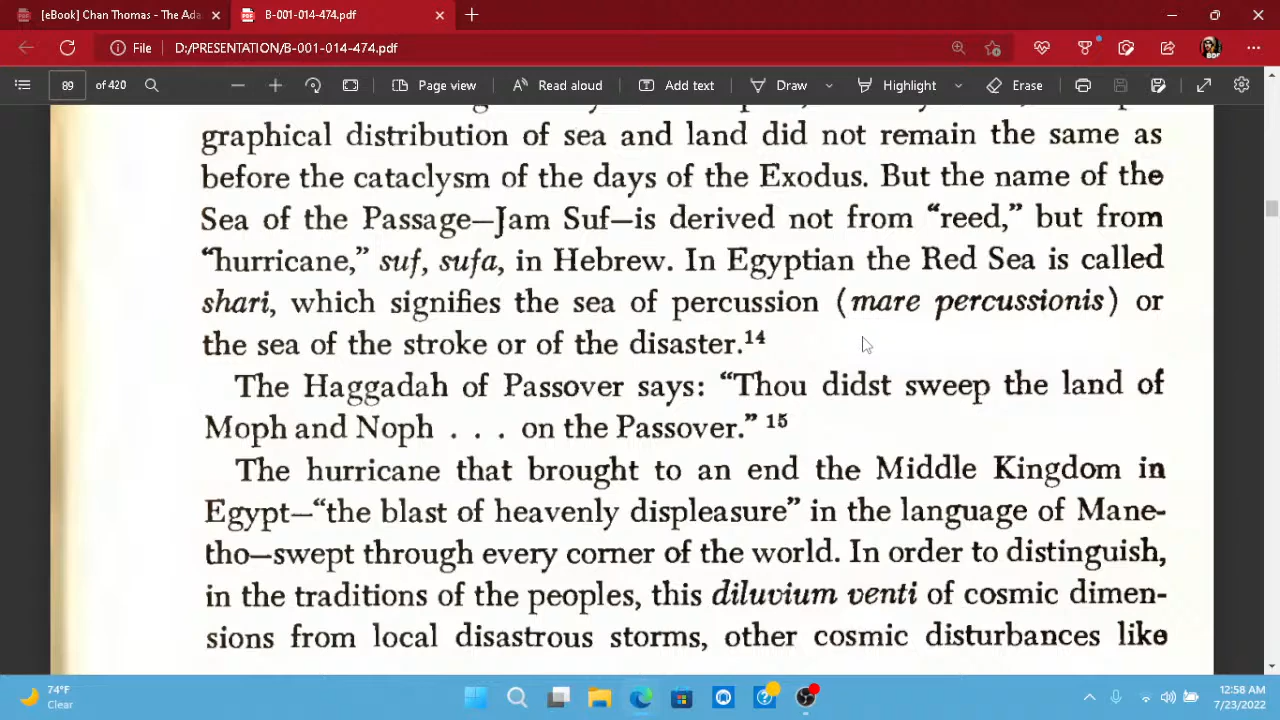 [eBook] Chan Thomas - The Ada
B-001-014-474.pdf
File
D:/PRESENTATION/B-001-014-474.pdf
89 of 420
Page view
Read aloud
Add text
Draw
Highlight
Erase
graphical distribution of sea and land did not remain the same as
before the cataclysm of the days of the Exodus. But the name of the
Sea of the Passage—Jam Suf—is derived not from “reed,” but from
“hurricane,” suf, sufa, in Hebrew. In Egyptian the Red Sea is called
shari, which signifies the sea of percussion (mare percussionis) or
the sea of the stroke or of the disaster.14
The Haggadah of Passover says: “Thou didst sweep the land of
Moph and Noph . . . on the Passover.” 15
The hurricane that brought to an end the Middle Kingdom in
Egypt—“the blast of heavenly displeasure” in the language of Mane-
tho—swept through every corner of the world. In order to distinguish,
in the traditions of the peoples, this diluvium venti of cosmic dimen-
sions from local disastrous storms, other cosmic disturbances like
74°F
Clear
12:58 AM
7/23/2022